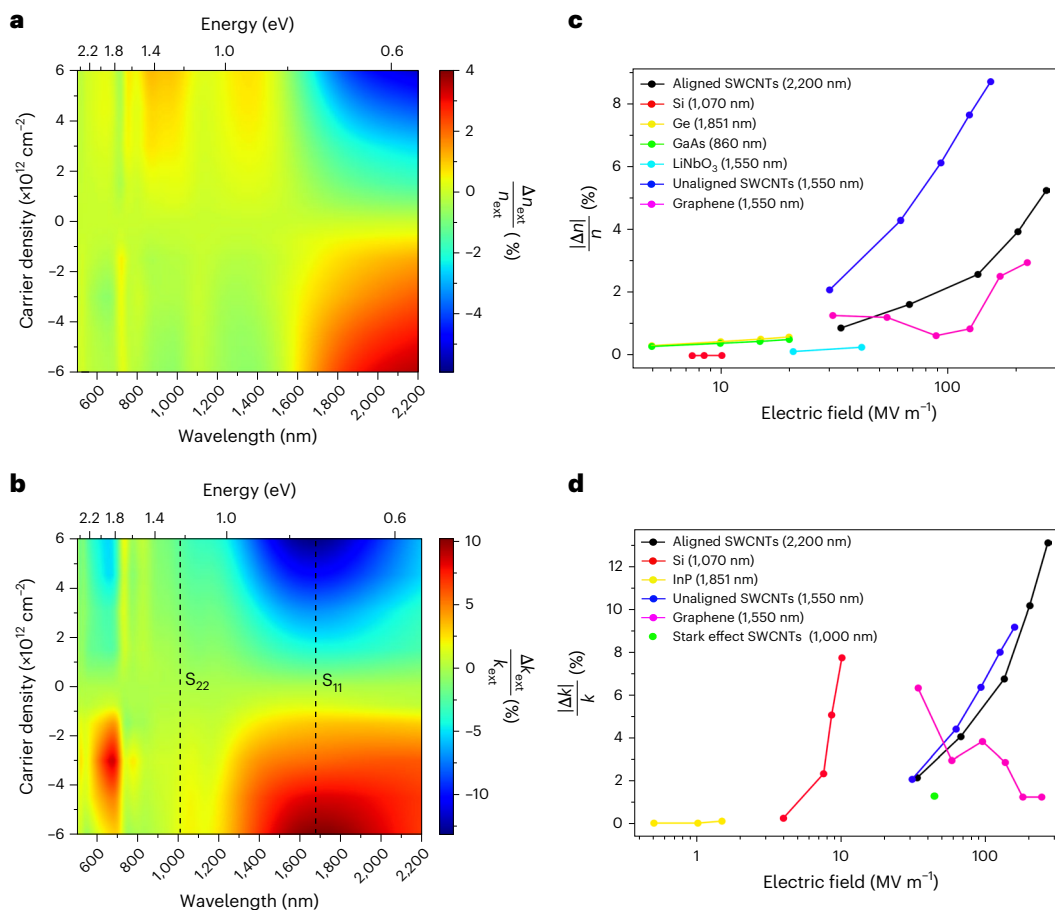 a
Energy (eV)
2.2 1.8 1.4 1.0 0.6
6
4
2
0
−2
−4
−6
Carrier density (×10¹² cm⁻²)
600 800 1,000 1,200 1,400 1,600 1,800 2,000 2,200
Wavelength (nm)
4
2
0
−2
−4
Δn_ext / n_ext (%)
c
Aligned SWCNTs (2,200 nm)
Si (1,070 nm)
Ge (1,851 nm)
GaAs (860 nm)
LiNbO₃ (1,550 nm)
Unaligned SWCNTs (1,550 nm)
Graphene (1,550 nm)
8
6
4
2
0
|Δn| / n (%)
10 100
Electric field (MV m⁻¹)
b
Energy (eV)
2.2 1.8 1.4 1.0 0.6
6
4
2
0
−2
−4
−6
Carrier density (×10¹² cm⁻²)
S₂₂
S₁₁
600 800 1,000 1,200 1,400 1,600 1,800 2,000 2,200
Wavelength (nm)
10
5
0
−5
−10
Δk_ext / k_ext (%)
d
Aligned SWCNTs (2,200 nm)
Si (1,070 nm)
InP (1,851 nm)
Unaligned SWCNTs (1,550 nm)
Graphene (1,550 nm)
Stark effect SWCNTs (1,000 nm)
12
10
8
6
4
2
0
|Δk| / k (%)
1 10 100
Electric field (MV m⁻¹)